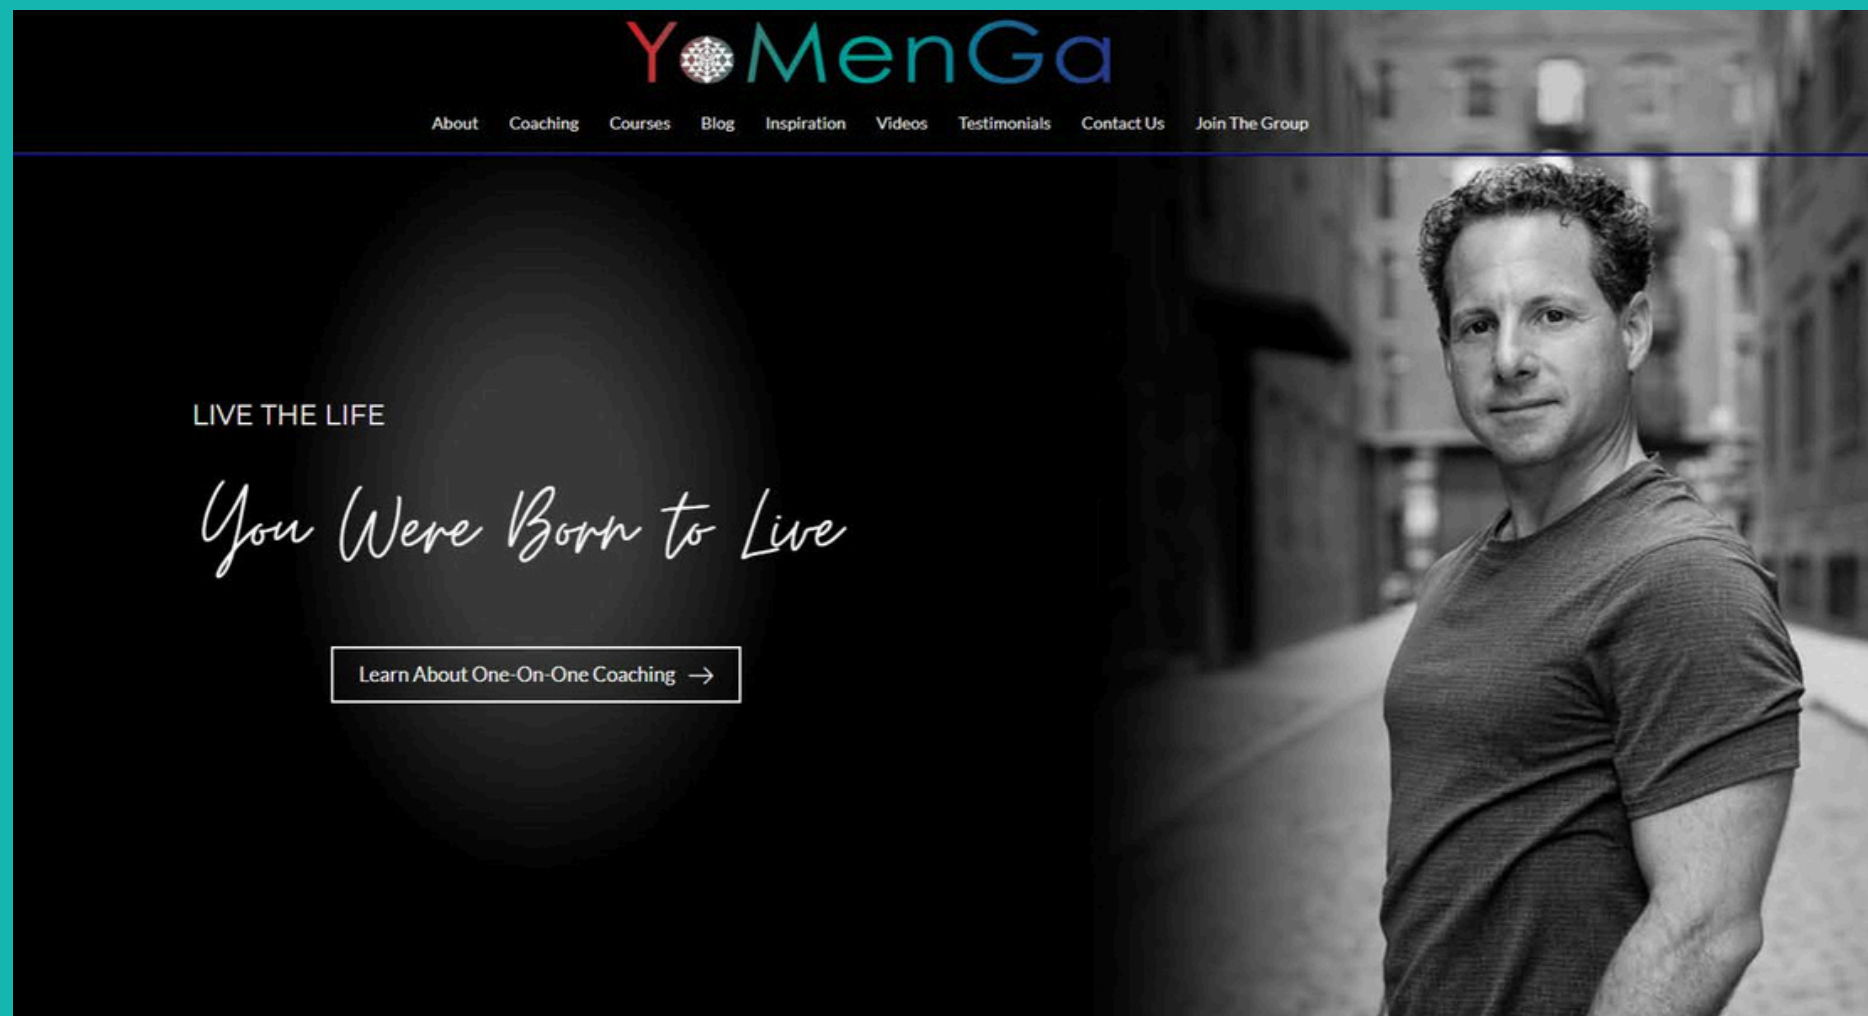 YoMenGa
About Coaching Courses Blog Inspiration Videos Testimonials Contact Us Join The Group
LIVE THE LIFE
You Were Born to Live
Learn About One-On-One Coaching →